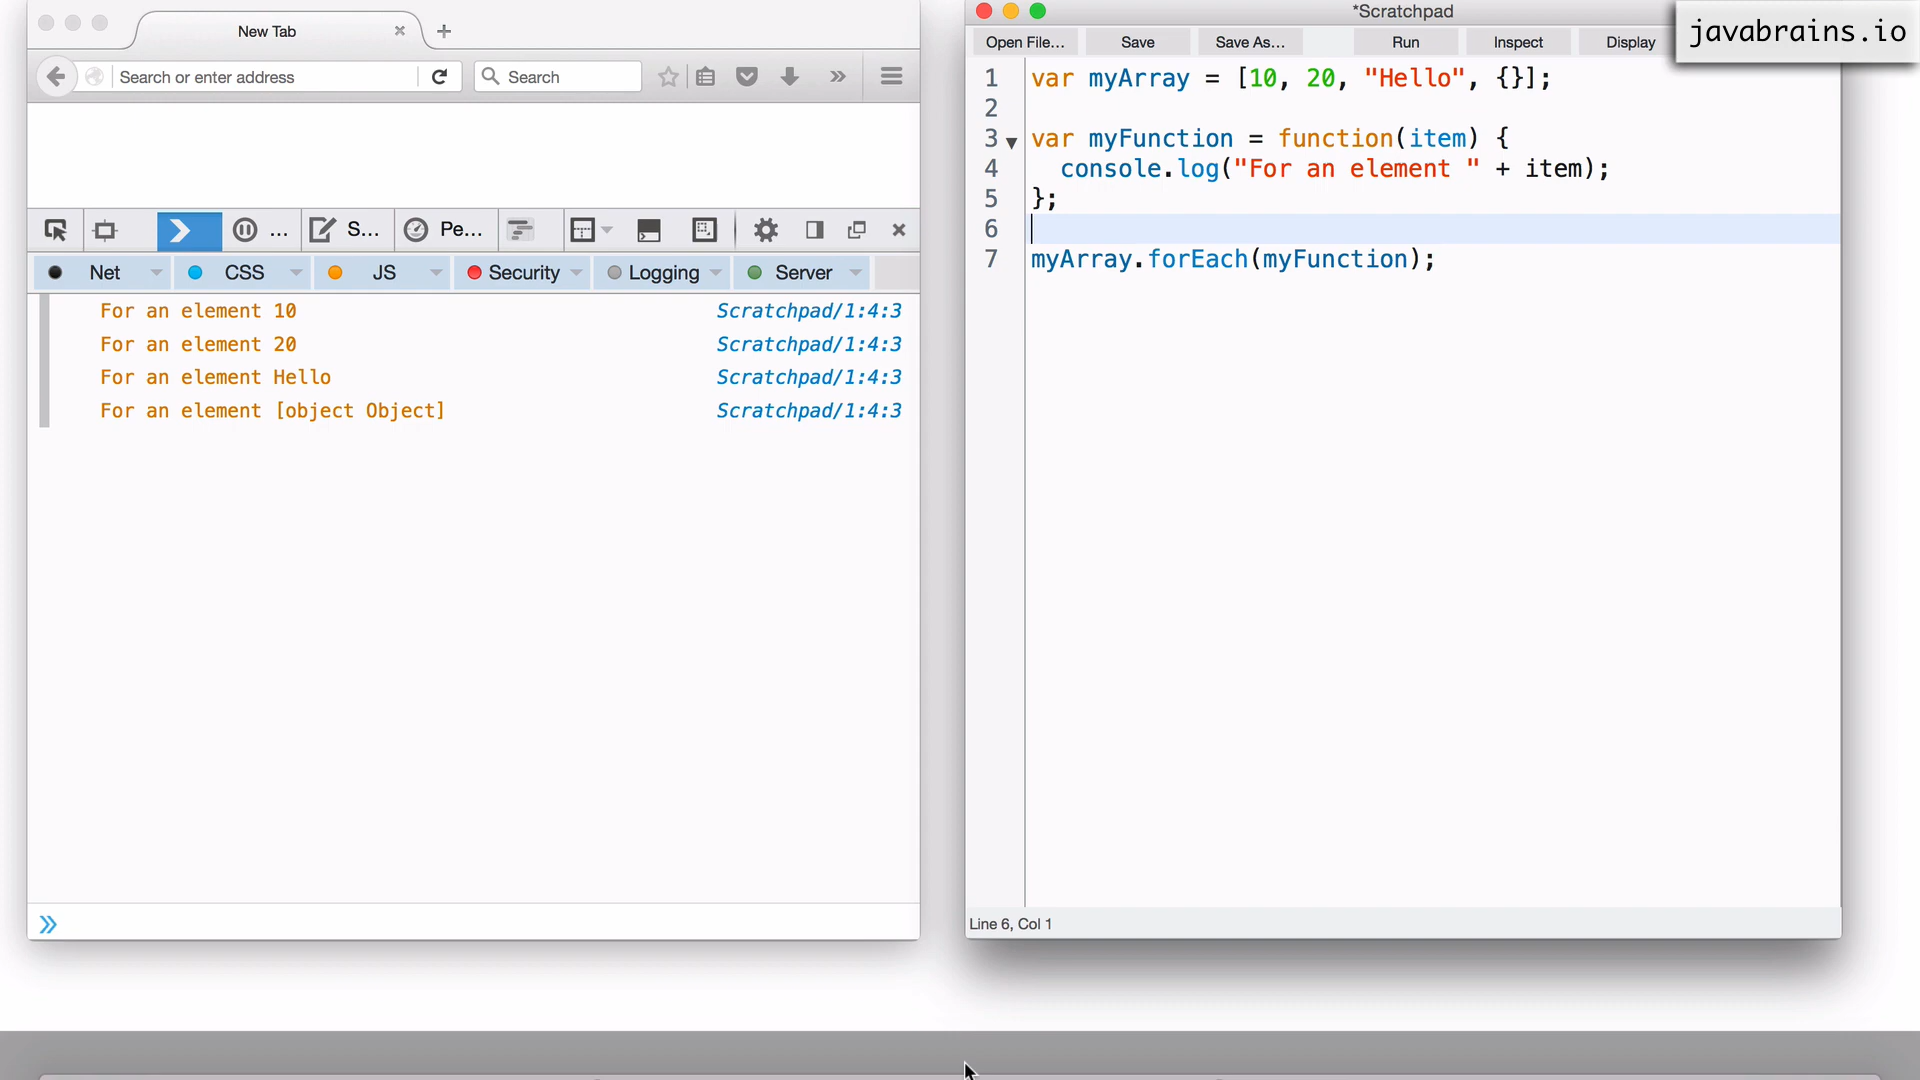 New Tab
Search or enter address
Search
... S... Pe...
Net CSS JS Security Logging Server
For an element 10 Scratchpad/1:4:3
For an element 20 Scratchpad/1:4:3
For an element Hello Scratchpad/1:4:3
For an element [object Object] Scratchpad/1:4:3
*Scratchpad
javabrains.io
Open File... Save Save As... Run Inspect Display
1 var myArray = [10, 20, "Hello", {}];
2
3 var myFunction = function(item) {
4 console.log("For an element " + item);
5 };
6
7 myArray.forEach(myFunction);
Line 6, Col 1